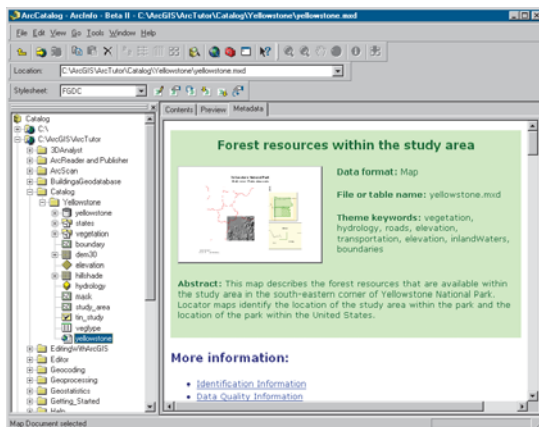 ArcCatalog - ArcInfo - Beta II - C:\ArcGIS\ArcTutor\Catalog\Yellowstone\yellowstone.mxd
File Edit View Go Tools Window Help
Location: C:\ArcGIS\ArcTutor\Catalog\Yellowstone\yellowstone.mxd
Stylesheet: FGDC
Contents Preview Metadata
Catalog
C:\
C:\ArcGIS\ArcTutor
3DAnalyst
ArcReader and Publisher
ArcScan
BuildingaGeodatabase
Catalog
Yellowstone
yellowstone
states
vegetation
boundary
dem30
elevation
hillshade
hydrology
mask
study_area
tin_study
vegtype
yellowstone
EditingWithArcGIS
Editor
Geocoding
Geoprocessing
Geostatistics
Getting_Started
Help
Forest resources within the study area
Data format: Map
File or table name: yellowstone.mxd
Theme keywords: vegetation,
hydrology, roads, elevation,
transportation, elevation, inlandWaters,
boundaries
Abstract: This map describes the forest resources that are available within
the study area in the south-eastern corner of Yellowstone National Park.
Locator maps identify the location of the study area within the park and the
location of the park within the United States.
More information:
Identification Information
Data Quality Information
Map Document selected